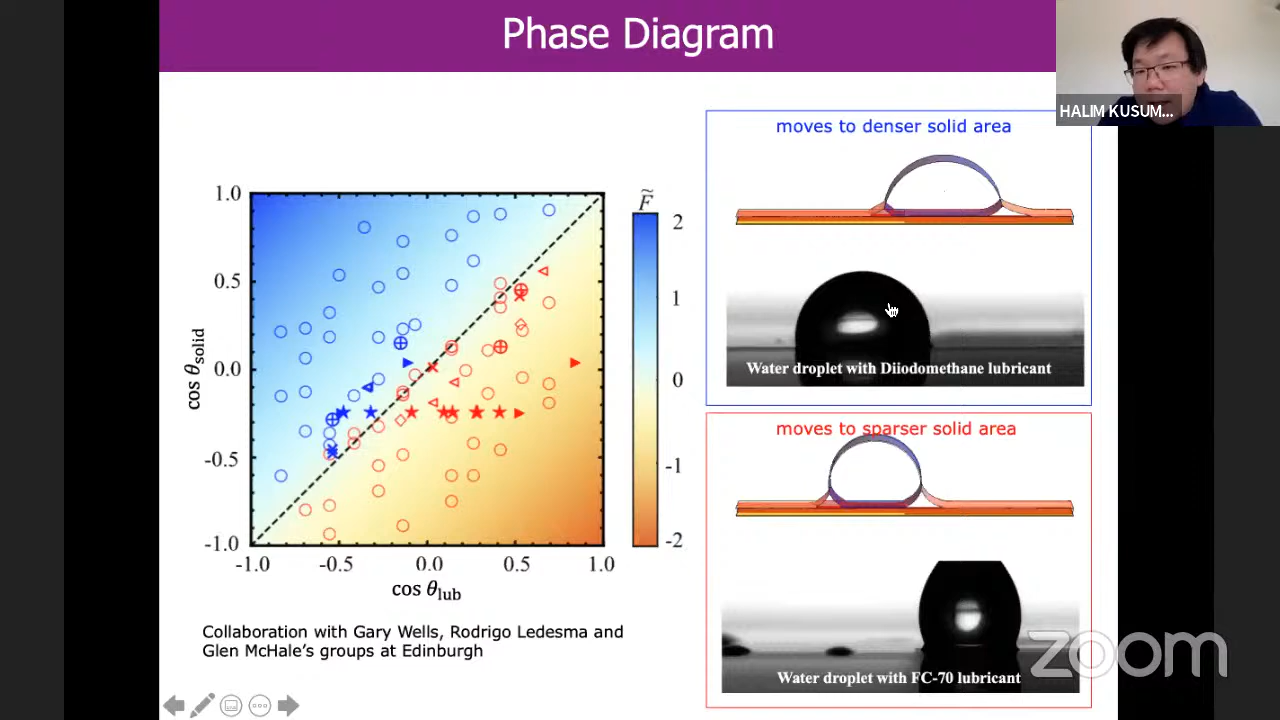 Phase Diagram
HALIM KUSUM...
moves to denser solid area
Water droplet with Diiodomethane lubricant
moves to sparser solid area
Water droplet with FC-70 lubricant
F̃
2
1
0
-1
-2
cos θsolid
1.0
0.5
0.0
-0.5
-1.0
-1.0 -0.5 0.0 0.5 1.0
cos θlub
Collaboration with Gary Wells, Rodrigo Ledesma and
Glen McHale's groups at Edinburgh
zoom